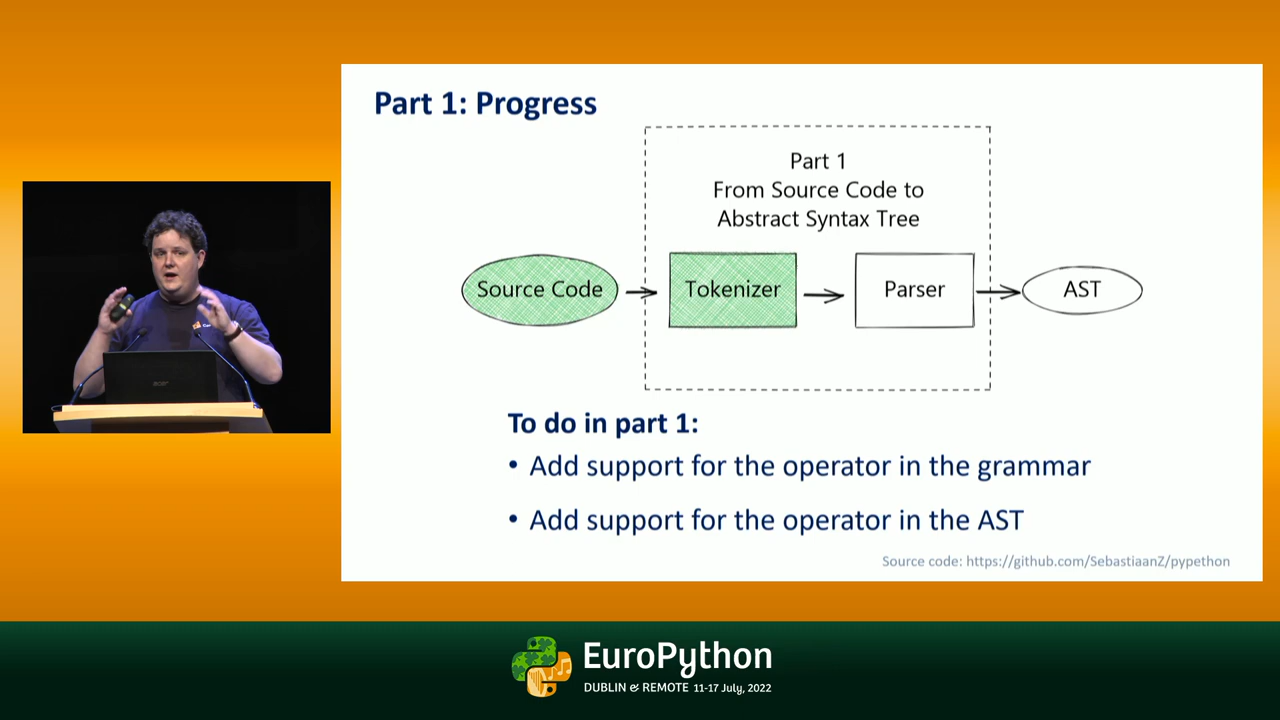 Part 1: Progress
Part 1
From Source Code to
Abstract Syntax Tree
Source Code
Tokenizer
Parser
AST
To do in part 1:
• Add support for the operator in the grammar
• Add support for the operator in the AST
Source code: https://github.com/SebastiaanZ/pypethon
acer
EuroPython
DUBLIN & REMOTE 11-17 July, 2022